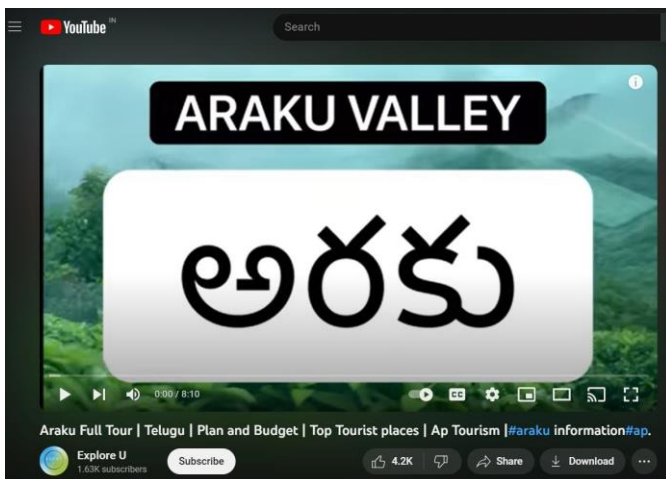 YouTube IN
Search
ARAKU VALLEY
అరకు
0:00 / 8:10
CC
Araku Full Tour | Telugu | Plan and Budget | Top Tourist places | Ap Tourism |#araku information#ap.
Explore U
1.63K subscribers
Subscribe
4.2K
Share
Download